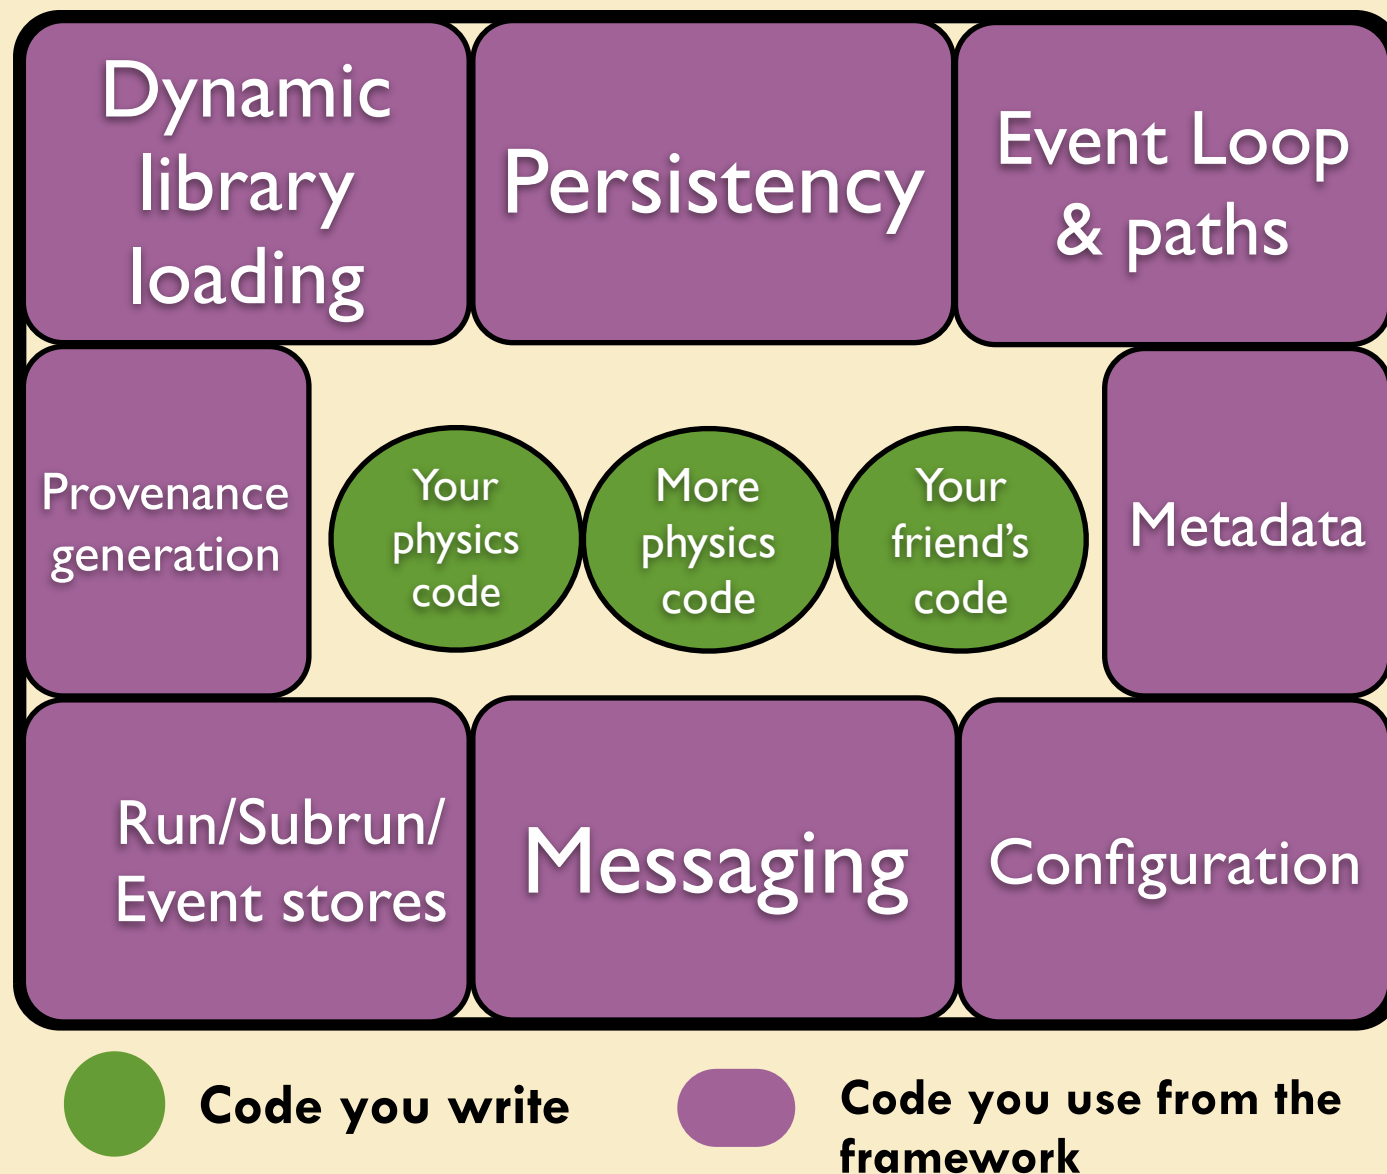 Dynamic
library
loading
Persistency
Event Loop
& paths
Provenance
generation
Your
physics
code
More
physics
code
Your
friend’s
code
Metadata
Run/Subrun/
Event stores
Messaging
Configuration
Code you write
Code you use from the
framework